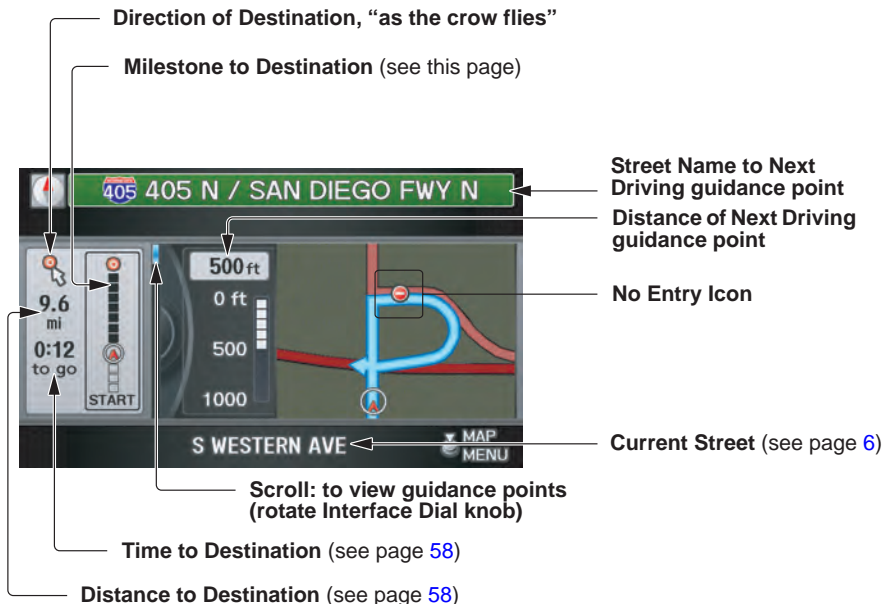 Direction of Destination, “as the crow flies”
Milestone to Destination (see this page)
Street Name to Next
Driving guidance point
Distance of Next Driving
guidance point
No Entry Icon
405 405 N / SAN DIEGO FWY N
9.6
mi
0:12
to go
START
500 ft
0 ft
500
1000
S WESTERN AVE
MAP
MENU
Current Street (see page 6)
Scroll: to view guidance points
(rotate Interface Dial knob)
Time to Destination (see page 58)
Distance to Destination (see page 58)